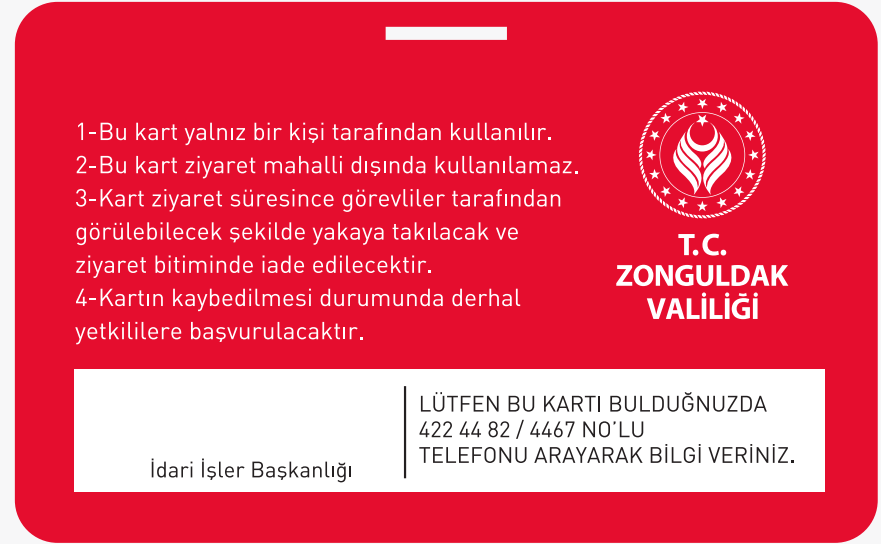 1-Bu kart yalnız bir kişi tarafından kullanılır.
2-Bu kart ziyaret mahalli dışında kullanılamaz.
3-Kart ziyaret süresince görevliler tarafından
görülebilecek şekilde yakaya takılacak ve
ziyaret bitiminde iade edilecektir.
4-Kartın kaybedilmesi durumunda derhal
yetkililere başvurulacaktır.
T.C.
ZONGULDAK
VALİLİĞİ
İdari İşler Başkanlığı
LÜTFEN BU KARTI BULDUĞNUZDA
422 44 82 / 4467 NO'LU
TELEFONU ARAYARAK BİLGİ VERİNİZ.